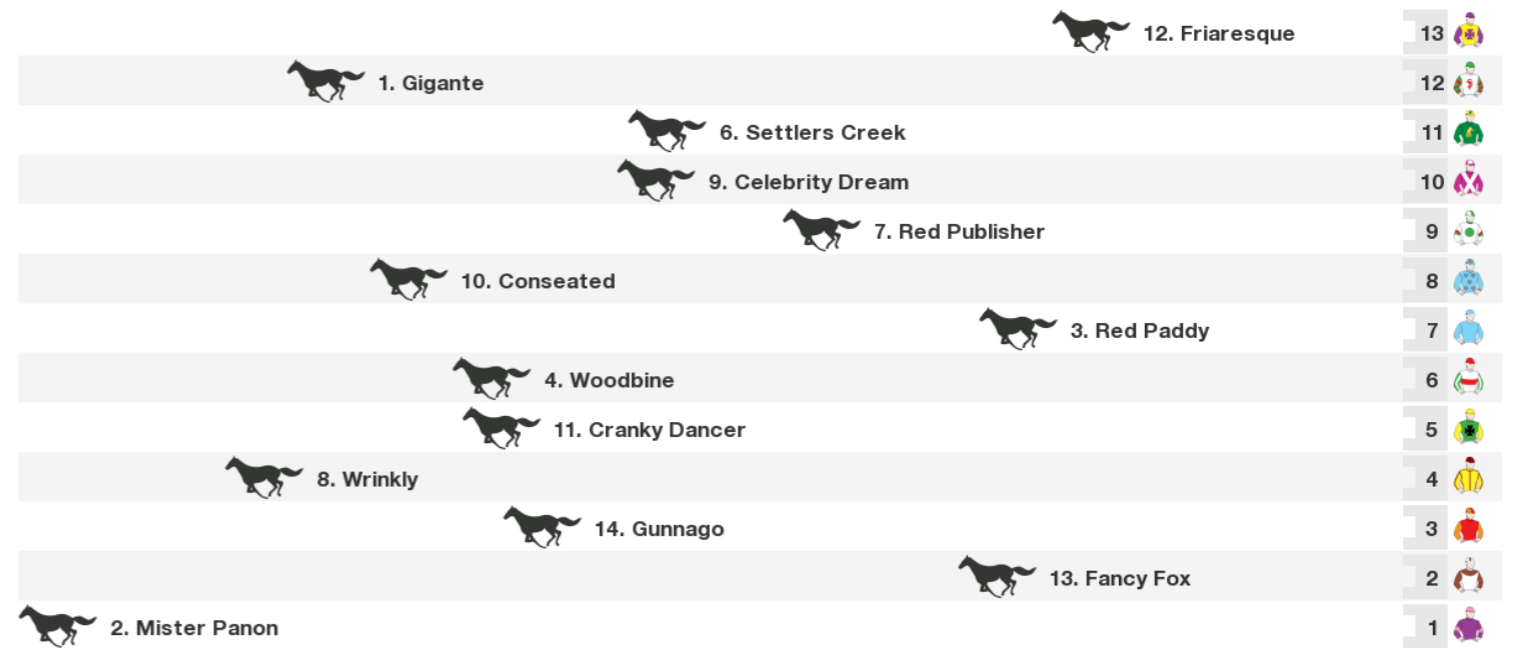 12. Friaresque 13
1. Gigante 12
6. Settlers Creek 11
9. Celebrity Dream 10
7. Red Publisher 9
10. Conseated 8
3. Red Paddy 7
4. Woodbine 6
11. Cranky Dancer 5
8. Wrinkly 4
14. Gunnago 3
13. Fancy Fox 2
2. Mister Panon 1